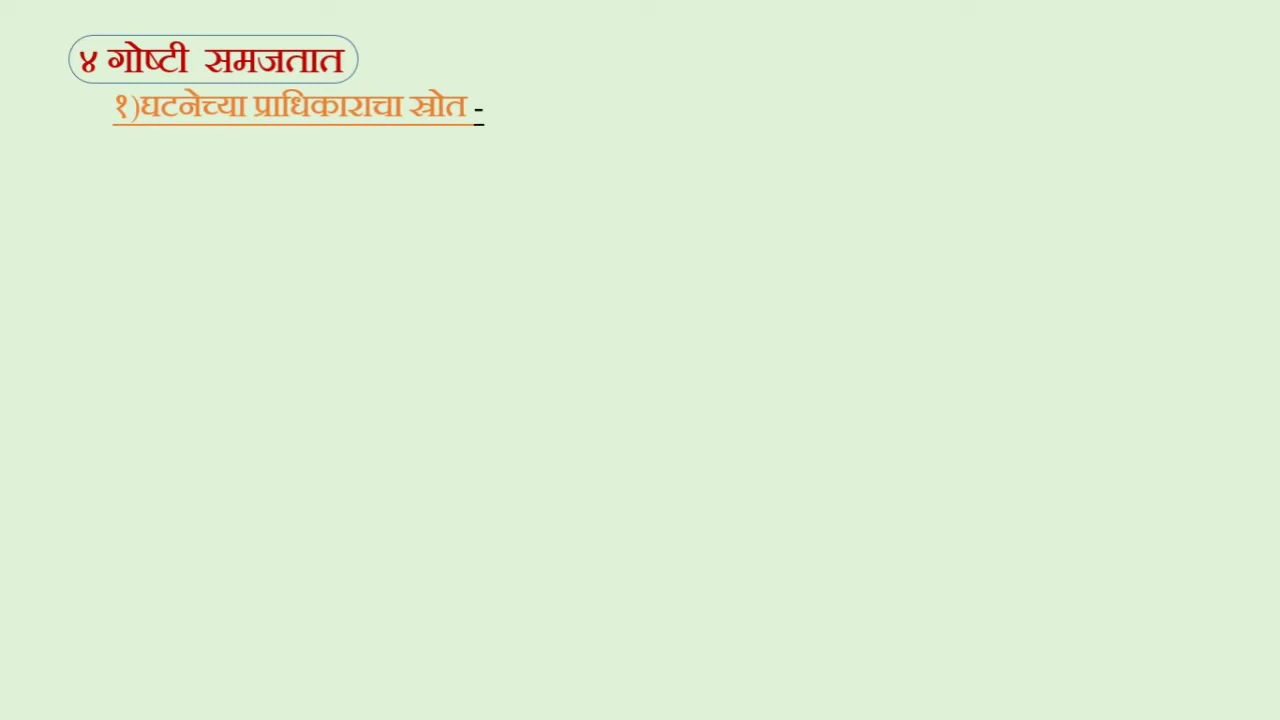 ४ गोष्टी समजतात
१)घटनेच्या प्राधिकाराचा स्रोत -